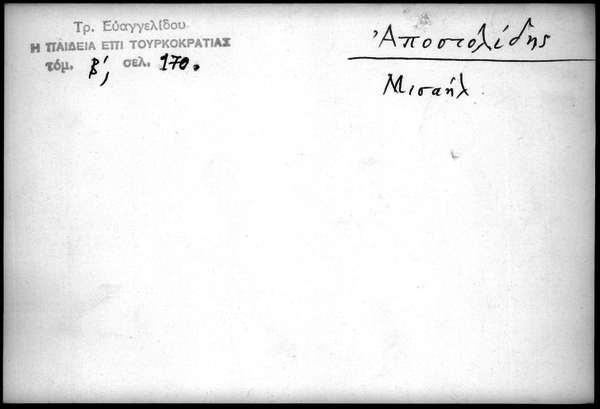 Τρ. Εὐαγγελίδου
Η ΠΑΙΔΕΙΑ ΕΠΙ ΤΟΥΡΚΟΚΡΑΤΙΑΣ
τόμ. β', σελ. 170.
Ἀποστολίδης
Μισαήλ